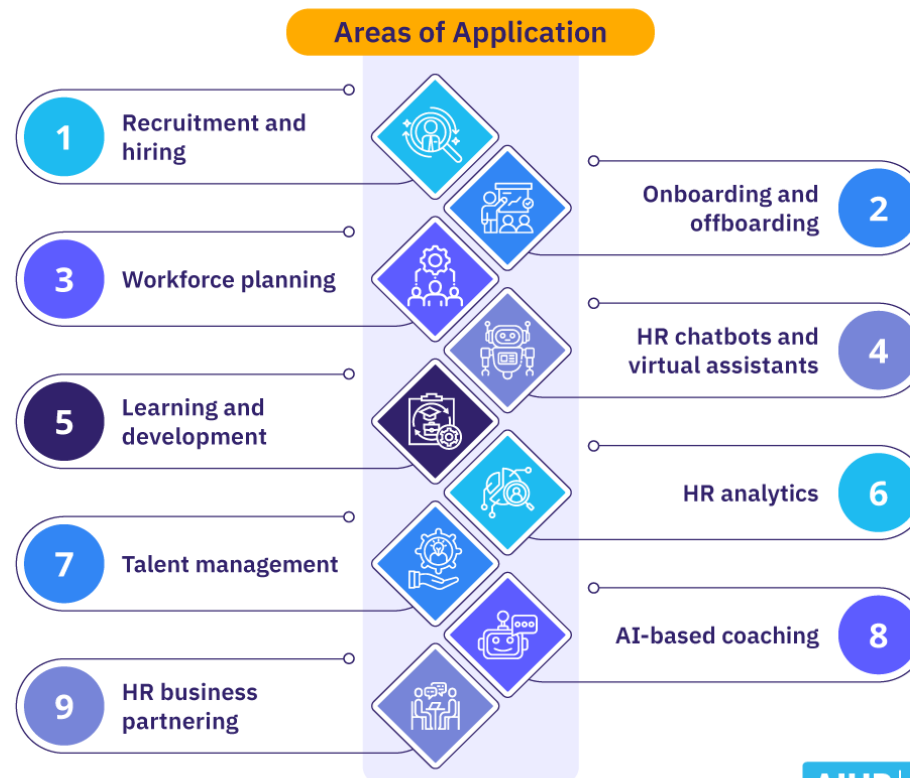 Areas of Application
1
Recruitment and
hiring
Onboarding and
offboarding
2
3
Workforce planning
HR chatbots and
virtual assistants
4
5
Learning and
development
HR analytics
6
7
Talent management
AI-based coaching
8
9
HR business
partnering